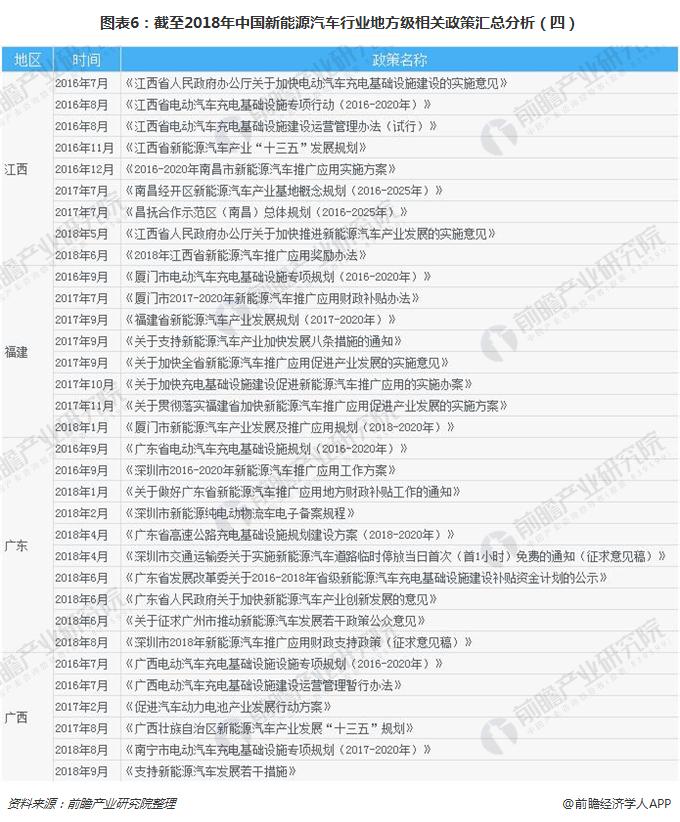 图表6：截至2018年中国新能源汽车行业地方级相关政策汇总分析（四）
地区 时间 政策名称
江西
2016年7月 《江西省人民政府办公厅关于加快电动汽车充电基础设施建设的实施意见》
2016年8月 《江西省电动汽车充电基础设施专项行动（2016-2020年）》
2016年8月 《江西省电动汽车充电基础设施建设运营管理办法（试行）》
2016年11月 《江西省新能源汽车产业“十三五”发展规划》
2016年12月 《2016-2020年南昌市新能源汽车推广应用实施方案》
2017年7月 《南昌经开区新能源汽车产业基地概念规划（2016-2025年）》
2017年7月 《昌抚合作示范区（南昌）总体规划（2016-2025年）》
2018年5月 《江西省人民政府办公厅关于加快推进新能源汽车产业发展的实施意见》
2018年6月 《2018年江西省新能源汽车推广应用奖励办法》
福建
2016年9月 《厦门市电动汽车充电基础设施专项规划（2016-2020年）》
2017年7月 《厦门市2017-2020年新能源汽车推广应用财政补贴办法》
2017年9月 《福建省新能源汽车产业发展规划（2017-2020年）》
2017年9月 《关于支持新能源汽车产业加快发展八条措施的通知》
2017年9月 《关于加快全省新能源汽车推广应用促进产业发展的实施意见》
2017年10月 《关于加快充电基础设施建设促进新能源汽车推广应用的实施办案》
2017年11月 《关于贯彻落实福建省加快新能源汽车推广应用促进产业发展的实施方案》
2018年1月 《厦门市新能源汽车产业发展及推广应用规划（2018-2020年）》
广东
2016年9月 《广东省电动汽车充电基础设施规划（2016-2020年）》
2016年9月 《深圳市2016-2020年新能源汽车推广应用工作方案》
2018年1月 《关于做好广东省新能源汽车推广应用地方财政补贴工作的通知》
2018年2月 《深圳市新能源纯电动物流车电子备案规程》
2018年4月 《广东省高速公路充电基础设施规划建设方案（2018-2020年）》
2018年4月 《深圳市交通运输委关于实施新能源汽车道路临时停放当日首次（首1小时）免费的通知（征求意见稿）》
2018年6月 《广东省发展改革委关于2016-2018年省级新能源汽车充电基础设施建设补贴资金计划的公示》
2018年6月 《广东省人民政府关于加快新能源汽车产业创新发展的意见》
2018年6月 《关于征求广州市推动新能源汽车发展若干政策公众意见》
2018年8月 《深圳市2018年新能源汽车推广应用财政支持政策（征求意见稿）》
广西
2016年7月 《广西电动汽车充电基础设施设施专项规划（2016-2020年）》
2016年7月 《广西电动汽车充电基础设施建设运营管理暂行办法》
2017年2月 《促进汽车动力电池产业发展行动方案》
2017年8月 《广西壮族自治区新能源汽车产业发展“十三五”规划》
2018年8月 《南宁市电动汽车充电基础设施专项规划（2017-2020年）》
2018年9月 《支持新能源汽车发展若干措施》
前瞻产业研究院
资料来源：前瞻产业研究院整理 @前瞻经济学人APP